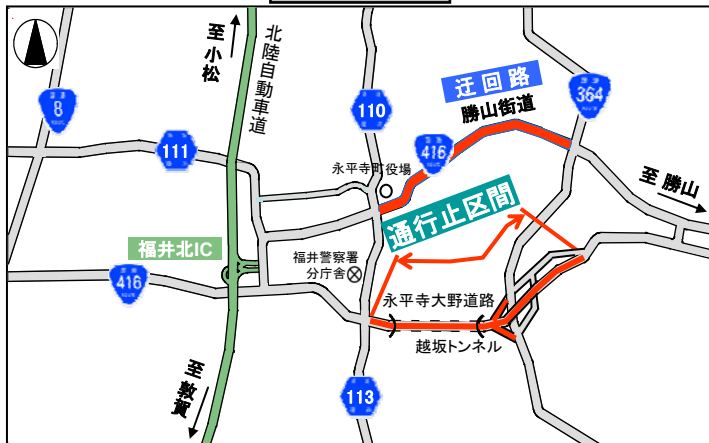 至小松
北陸自動車道
8
111
110
迂回路
勝山街道
416
364
永平寺町役場
至 勝山
通行止区間
福井北IC
416
福井警察署
分庁舎
永平寺大野道路
越坂トンネル
至敦賀
113